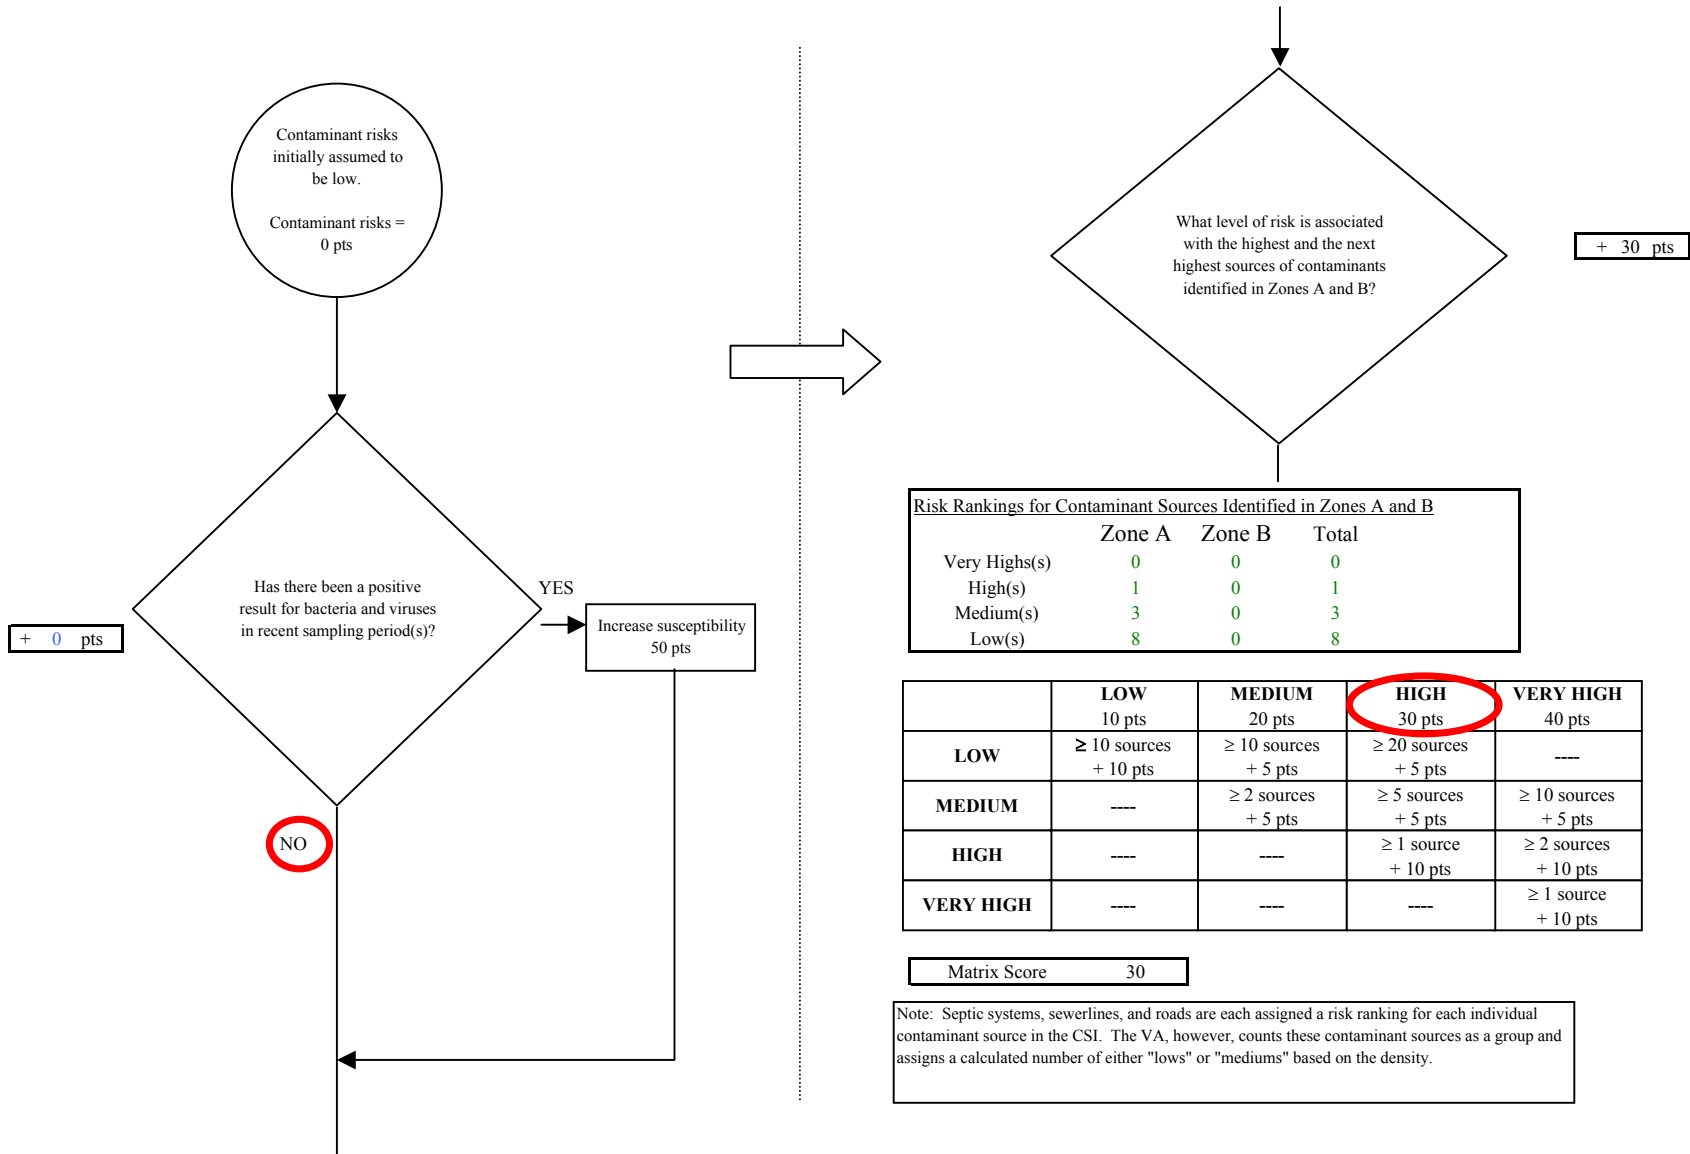 Contaminant risks
initially assumed to
be low.
Contaminant risks =
0 pts
Has there been a positive
result for bacteria and viruses
in recent sampling period(s)?
+ 0 pts
YES
Increase susceptibility
50 pts
NO
What level of risk is associated
with the highest and the next
highest sources of contaminants
identified in Zones A and B?
+ 30 pts
Risk Rankings for Contaminant Sources Identified in Zones A and B
Zone A Zone B Total
Very Highs(s) 0 0 0
High(s) 1 0 1
Medium(s) 3 0 3
Low(s) 8 0 8
LOW MEDIUM HIGH VERY HIGH
10 pts 20 pts 30 pts 40 pts
LOW ≥ 10 sources ≥ 10 sources ≥ 20 sources ----
+ 10 pts + 5 pts + 5 pts
MEDIUM ---- ≥ 2 sources ≥ 5 sources ≥ 10 sources
+ 5 pts + 5 pts + 5 pts
HIGH ---- ---- ≥ 1 source ≥ 2 sources
+ 10 pts + 10 pts
VERY HIGH ---- ---- ---- ≥ 1 source
+ 10 pts
Matrix Score 30
Note: Septic systems, sewerlines, and roads are each assigned a risk ranking for each individual
contaminant source in the CSI. The VA, however, counts these contaminant sources as a group and
assigns a calculated number of either "lows" or "mediums" based on the density.